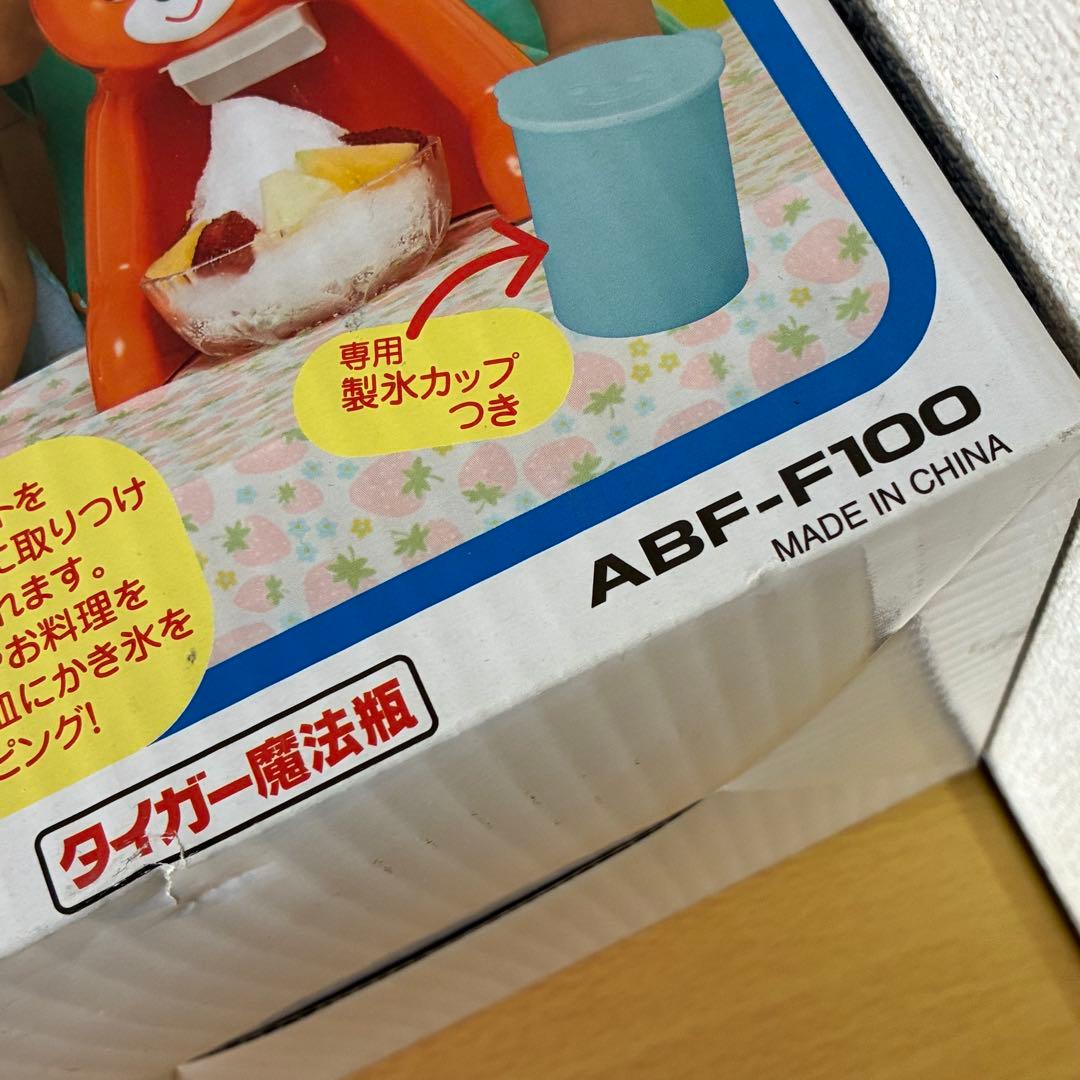 専用
製氷カップ
つき
トを
に取りつけ
れます。
お料理を
皿にかき氷を
ピング!
ABF-F100
MADE IN CHINA
タイガー魔法瓶